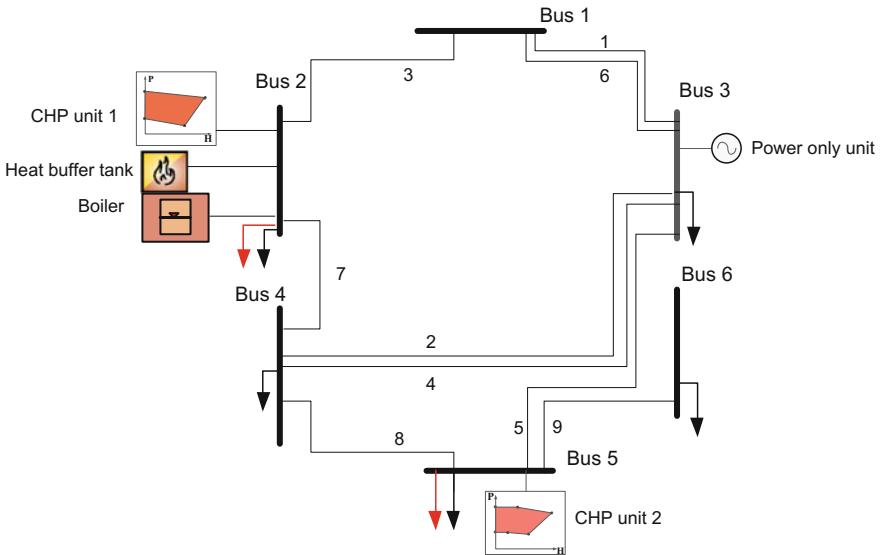 Bus 1
1
Bus 2
3
6
Bus 3
P
H
CHP unit 1
Power only unit
Heat buffer tank
Boiler
7
Bus 6
Bus 4
2
4
5
9
8
Bus 5
P
H
CHP unit 2